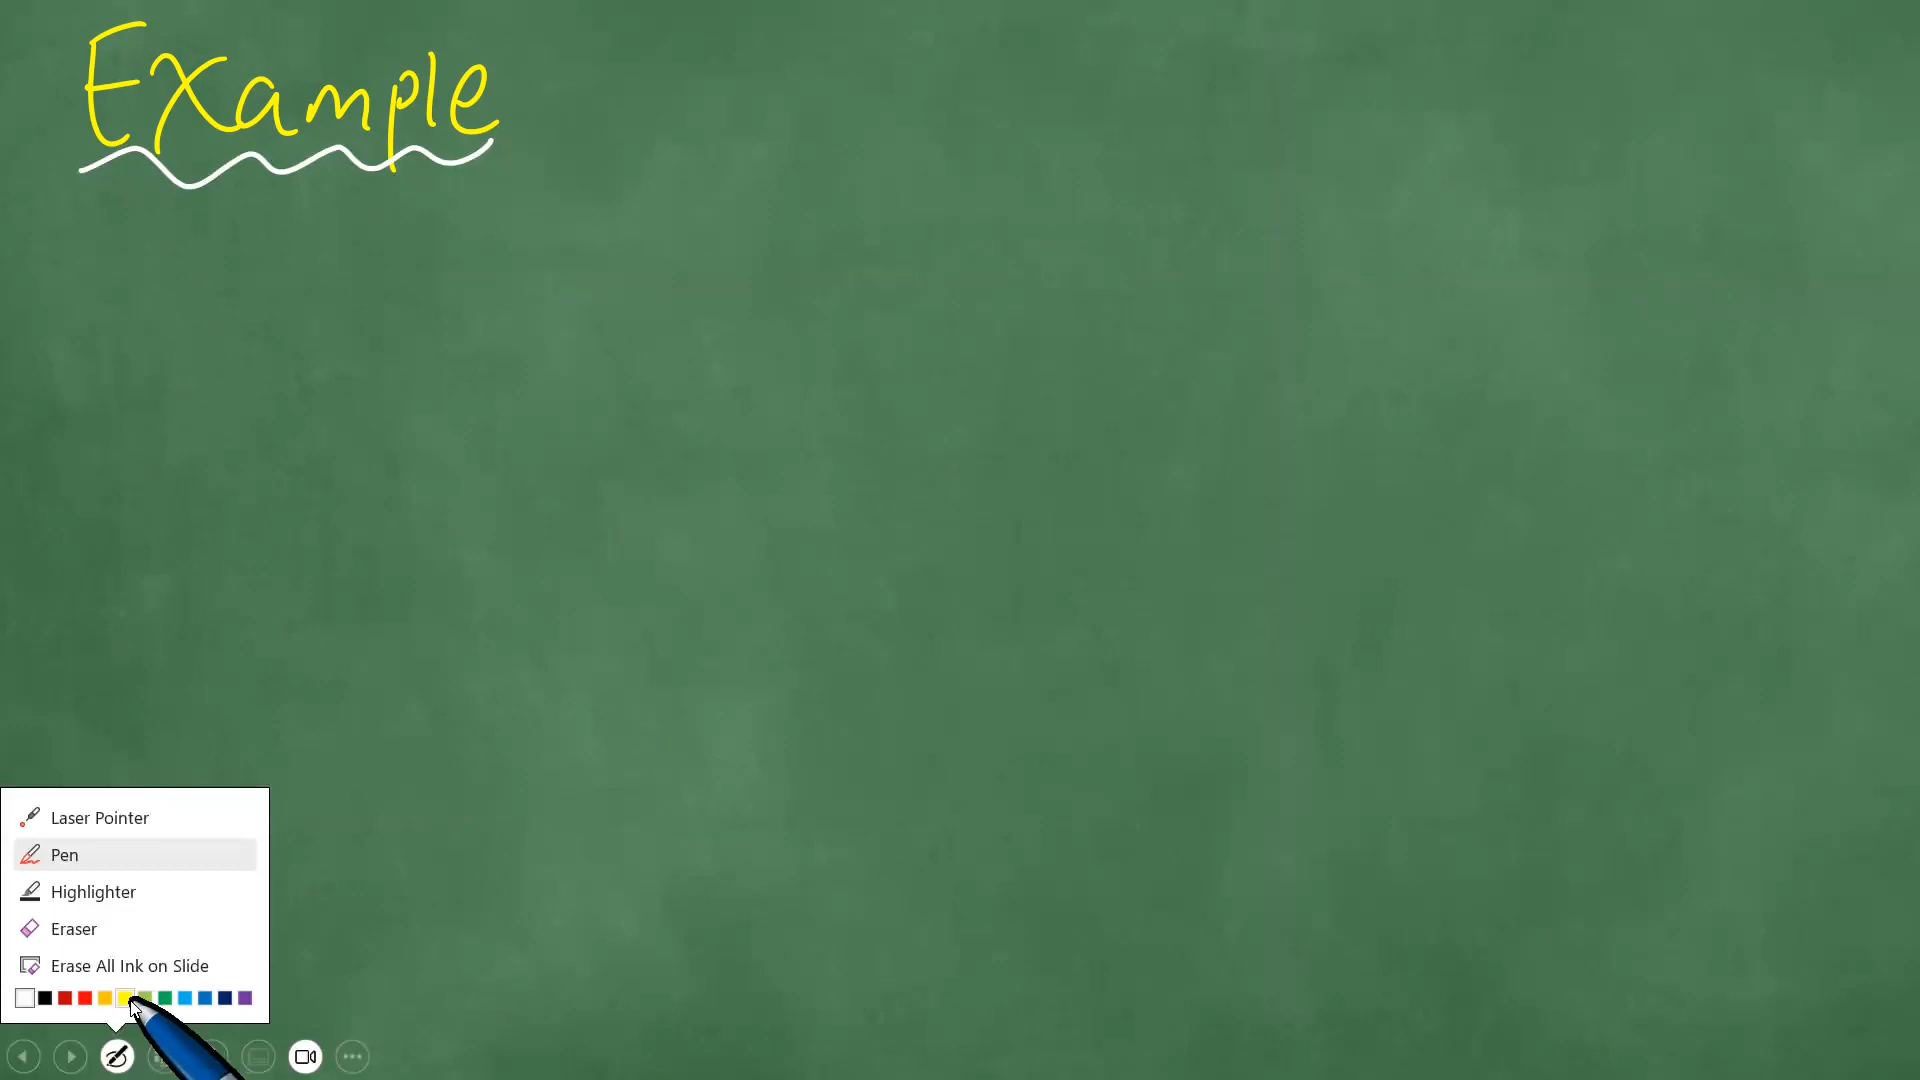 Example
Laser Pointer
Pen
Highlighter
Eraser
Erase All Ink on Slide